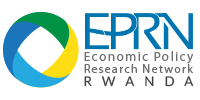 EPRN
Economic Policy
Research Network
RWANDA